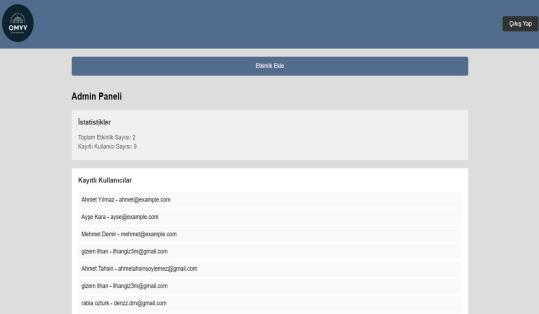 OMVV
Çıkış Yap
Etkinlik Ekle
Admin Paneli
İstatistikler
Toplam Etkinlik Sayısı: 2
Kayıtlı Kullanıcı Sayısı: 9
Kayıtlı Kullanıcılar
Ahmet Yılmaz - ahmet@example.com
Ayşe Kara - ayse@example.com
Mehmet Demir - mehmet@example.com
gizem ilhan - ilhangiz3m@gmail.com
Ahmet Tahsin - ahmetahsinsoylemez@gmail.com
gizem ilhan - ilhangiz3m@gmail.com
rabia ozturk - denzz.dm@gmail.com